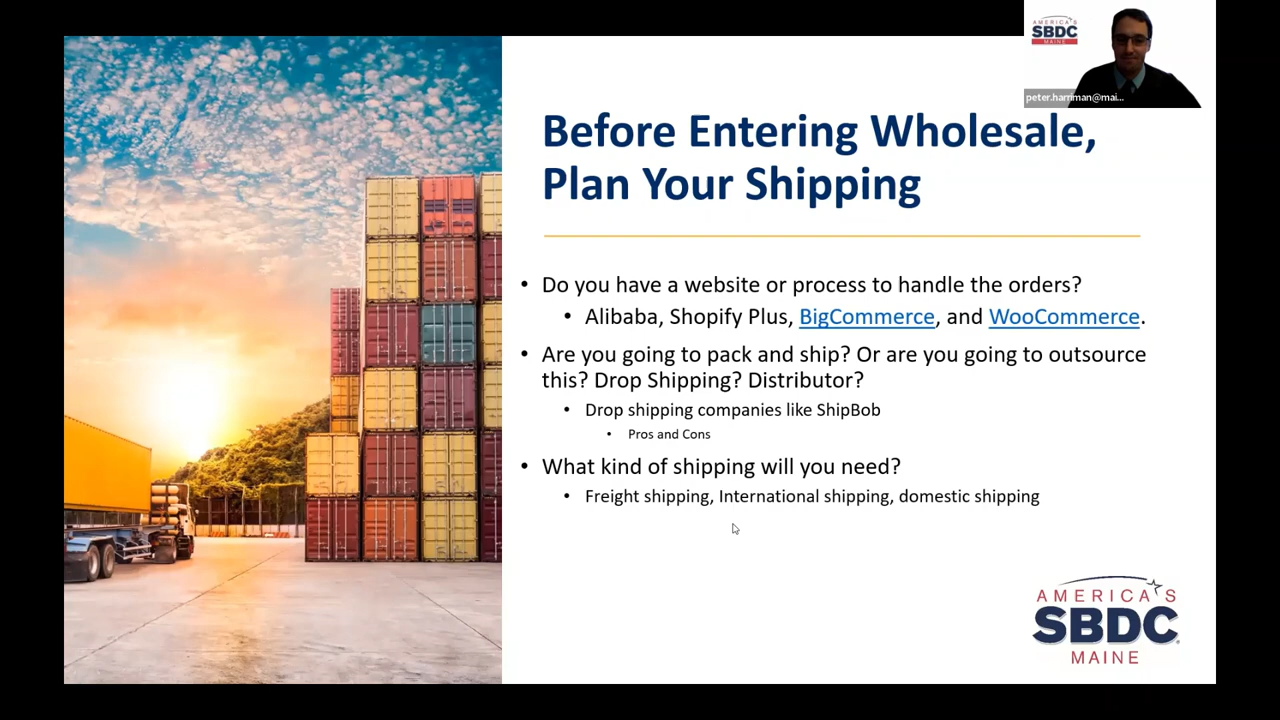 AMERICA'S
SBDC
MAINE
peter.harriman@mai...
Before Entering Wholesale,
Plan Your Shipping
• Do you have a website or process to handle the orders?
• Alibaba, Shopify Plus, BigCommerce, and WooCommerce.
• Are you going to pack and ship? Or are you going to outsource
this? Drop Shipping? Distributor?
• Drop shipping companies like ShipBob
• Pros and Cons
• What kind of shipping will you need?
• Freight shipping, International shipping, domestic shipping
AMERICA'S
SBDC
MAINE